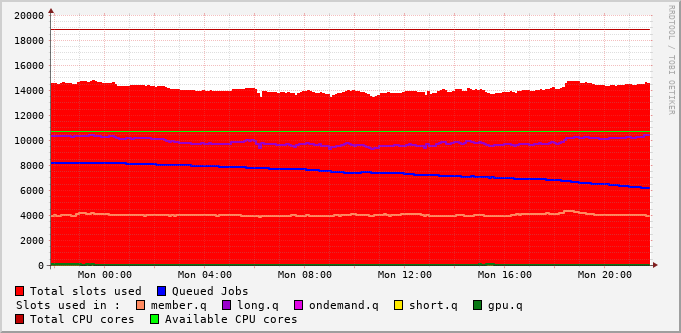 20000
18000
16000
14000
12000
10000
8000
6000
4000
2000
0
Mon 00:00 Mon 04:00 Mon 08:00 Mon 12:00 Mon 16:00 Mon 20:00
RRDTOOL / TOBI OETIKER
Total slots used Queued Jobs
Slots used in : member.q long.q ondemand.q short.q gpu.q
Total CPU cores Available CPU cores